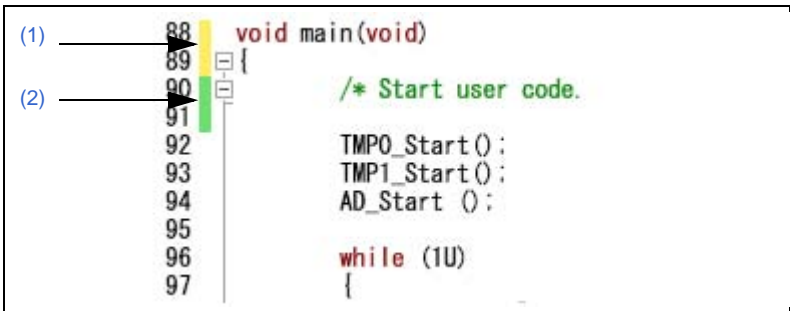 (1)
(2)
88 void main(void)
89 {
90 /* Start user code.
91
92 TMP0_Start();
93 TMP1_Start();
94 AD_Start ();
95
96 while (1U)
97 {